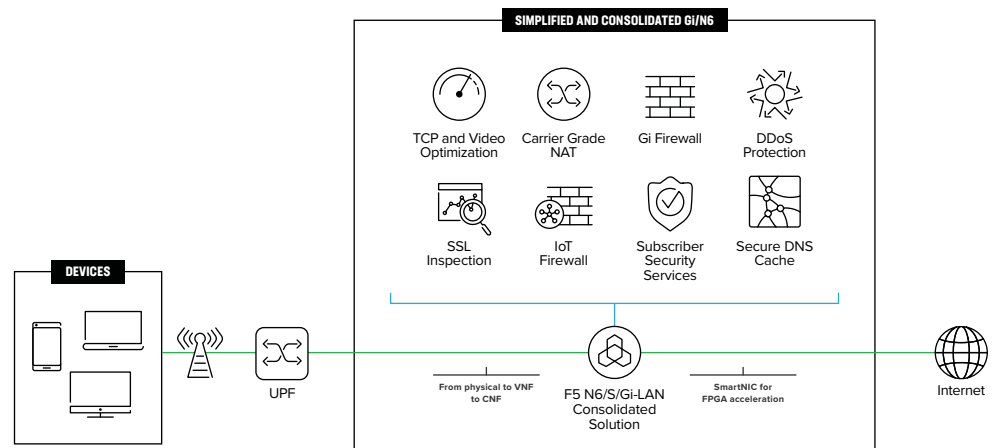 SIMPLIFIED AND CONSOLIDATED Gi/N6
TCP and Video
Optimization
Carrier Grade
NAT
Gi Firewall
DDoS
Protection
SSL
Inspection
IoT
Firewall
Subscriber
Security
Services
Secure DNS
Cache
DEVICES
UPF
From physical to VNF
to CNF
F5 N6/S/Gi-LAN
Consolidated
Solution
SmartNIC for
FPGA acceleration
Internet